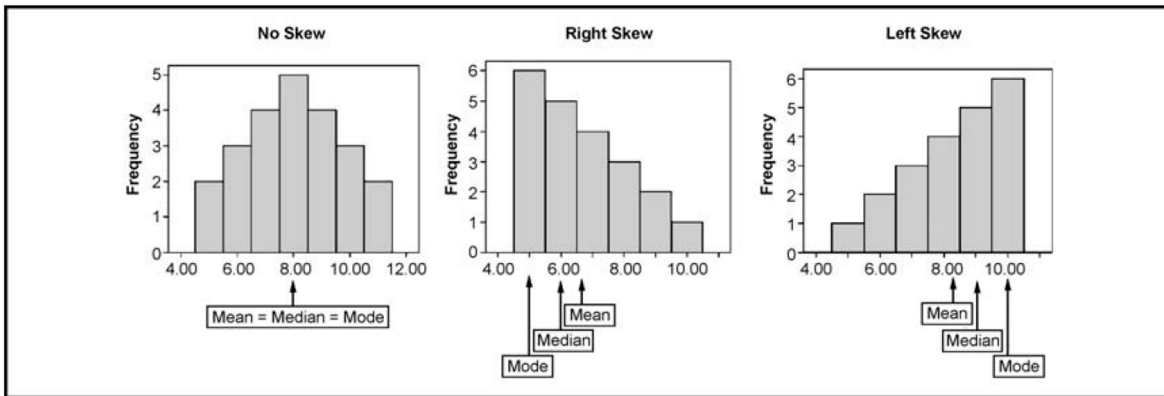 No Skew
Frequency
5
4
3
2
1
0
4.00 6.00 8.00 10.00 12.00
Mean = Median = Mode
Right Skew
Frequency
6
5
4
3
2
1
0
4.00 6.00 8.00 10.00
Mean
Median
Mode
Left Skew
Frequency
6
5
4
3
2
1
0
4.00 6.00 8.00 10.00
Mean
Median
Mode